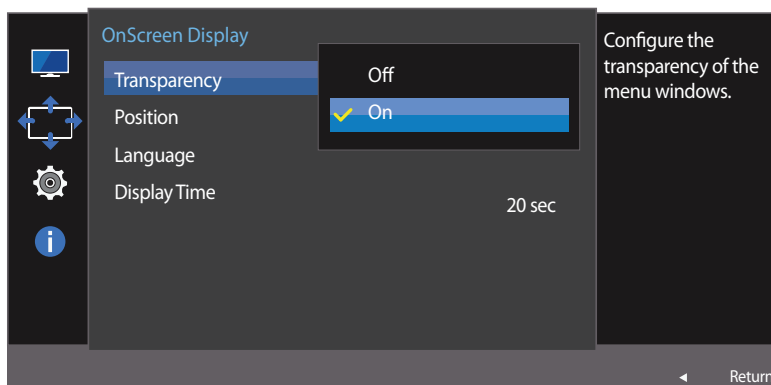 OnScreen Display
Transparency
Off
On
Position
Language
Display Time
20 sec
Configure the
transparency of the
menu windows.
Return